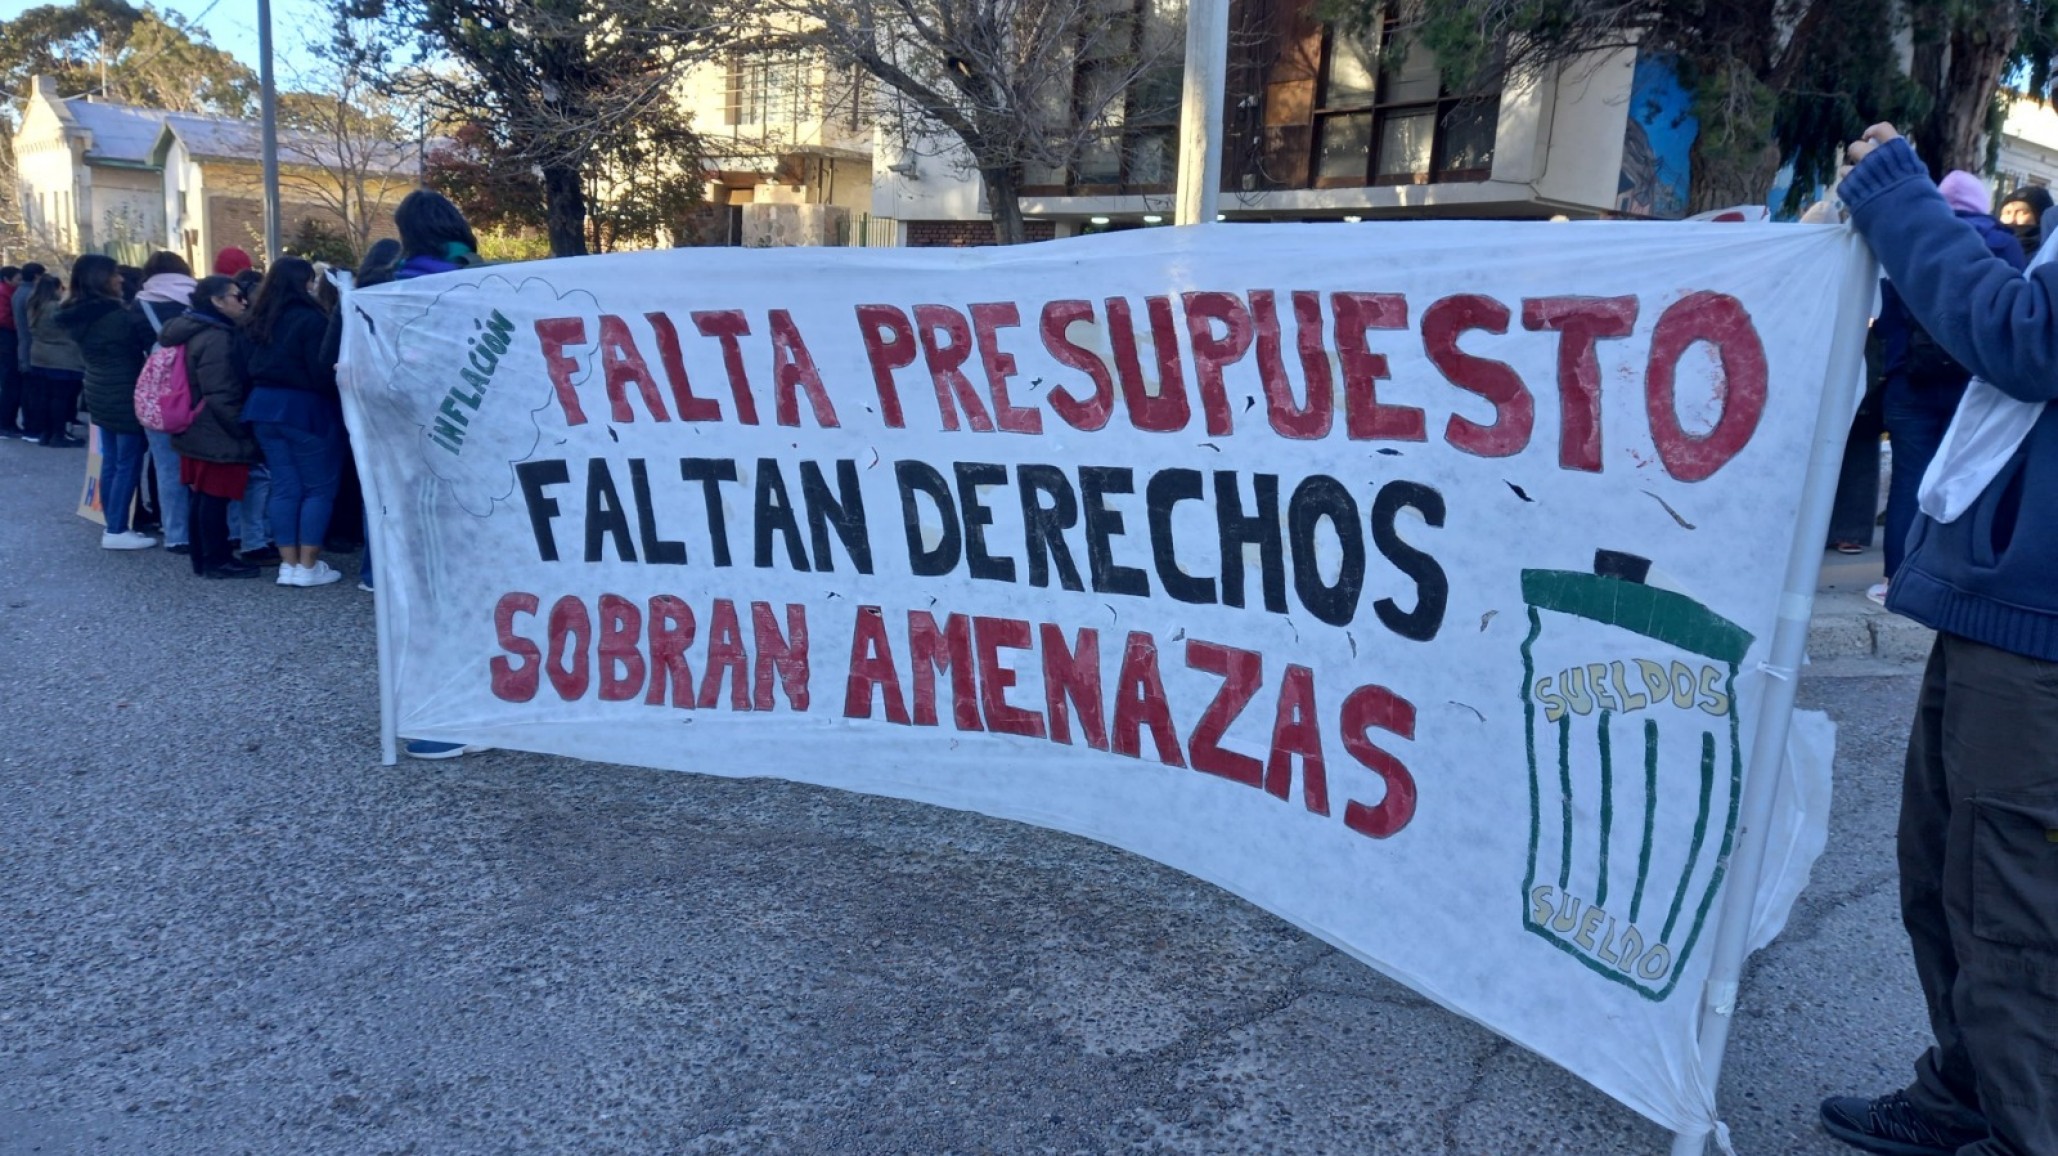 INFLACIÓN
FALTA PRESUPUESTO
FALTAN DERECHOS
SOBRAN AMENAZAS
SUELDOS
SUELDO